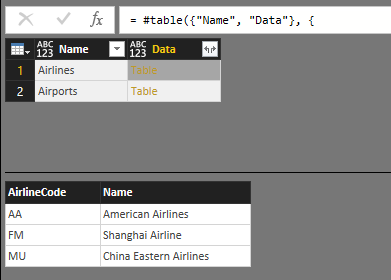 fx = #table({"Name", "Data"}, {
ABC 123 Name ABC 123 Data
1 Airlines Table
2 Airports Table
AirlineCode Name
AA American Airlines
FM Shanghai Airline
MU China Eastern Airlines